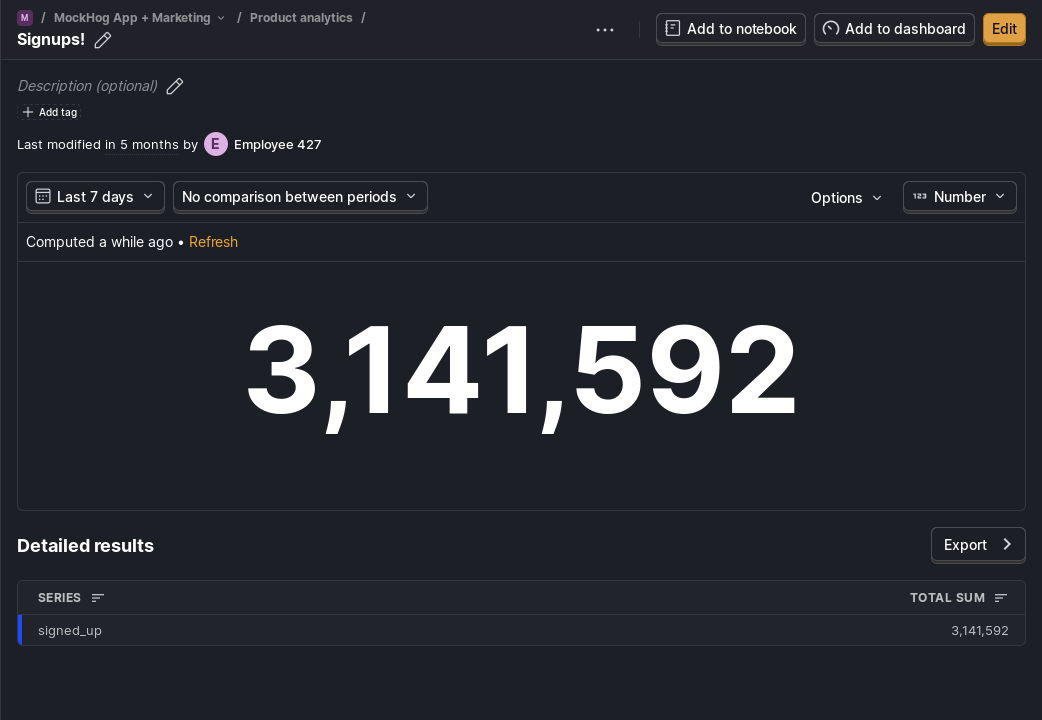 M / MockHog App + Marketing / Product analytics /
Signups!
Add to notebook
Add to dashboard
Edit
Description (optional)
Add tag
Last modified in 5 months by E Employee 427
Last 7 days
No comparison between periods
Options
123 Number
Computed a while ago • Refresh
3,141,592
Detailed results
Export
SERIES
TOTAL SUM
signed_up
3,141,592